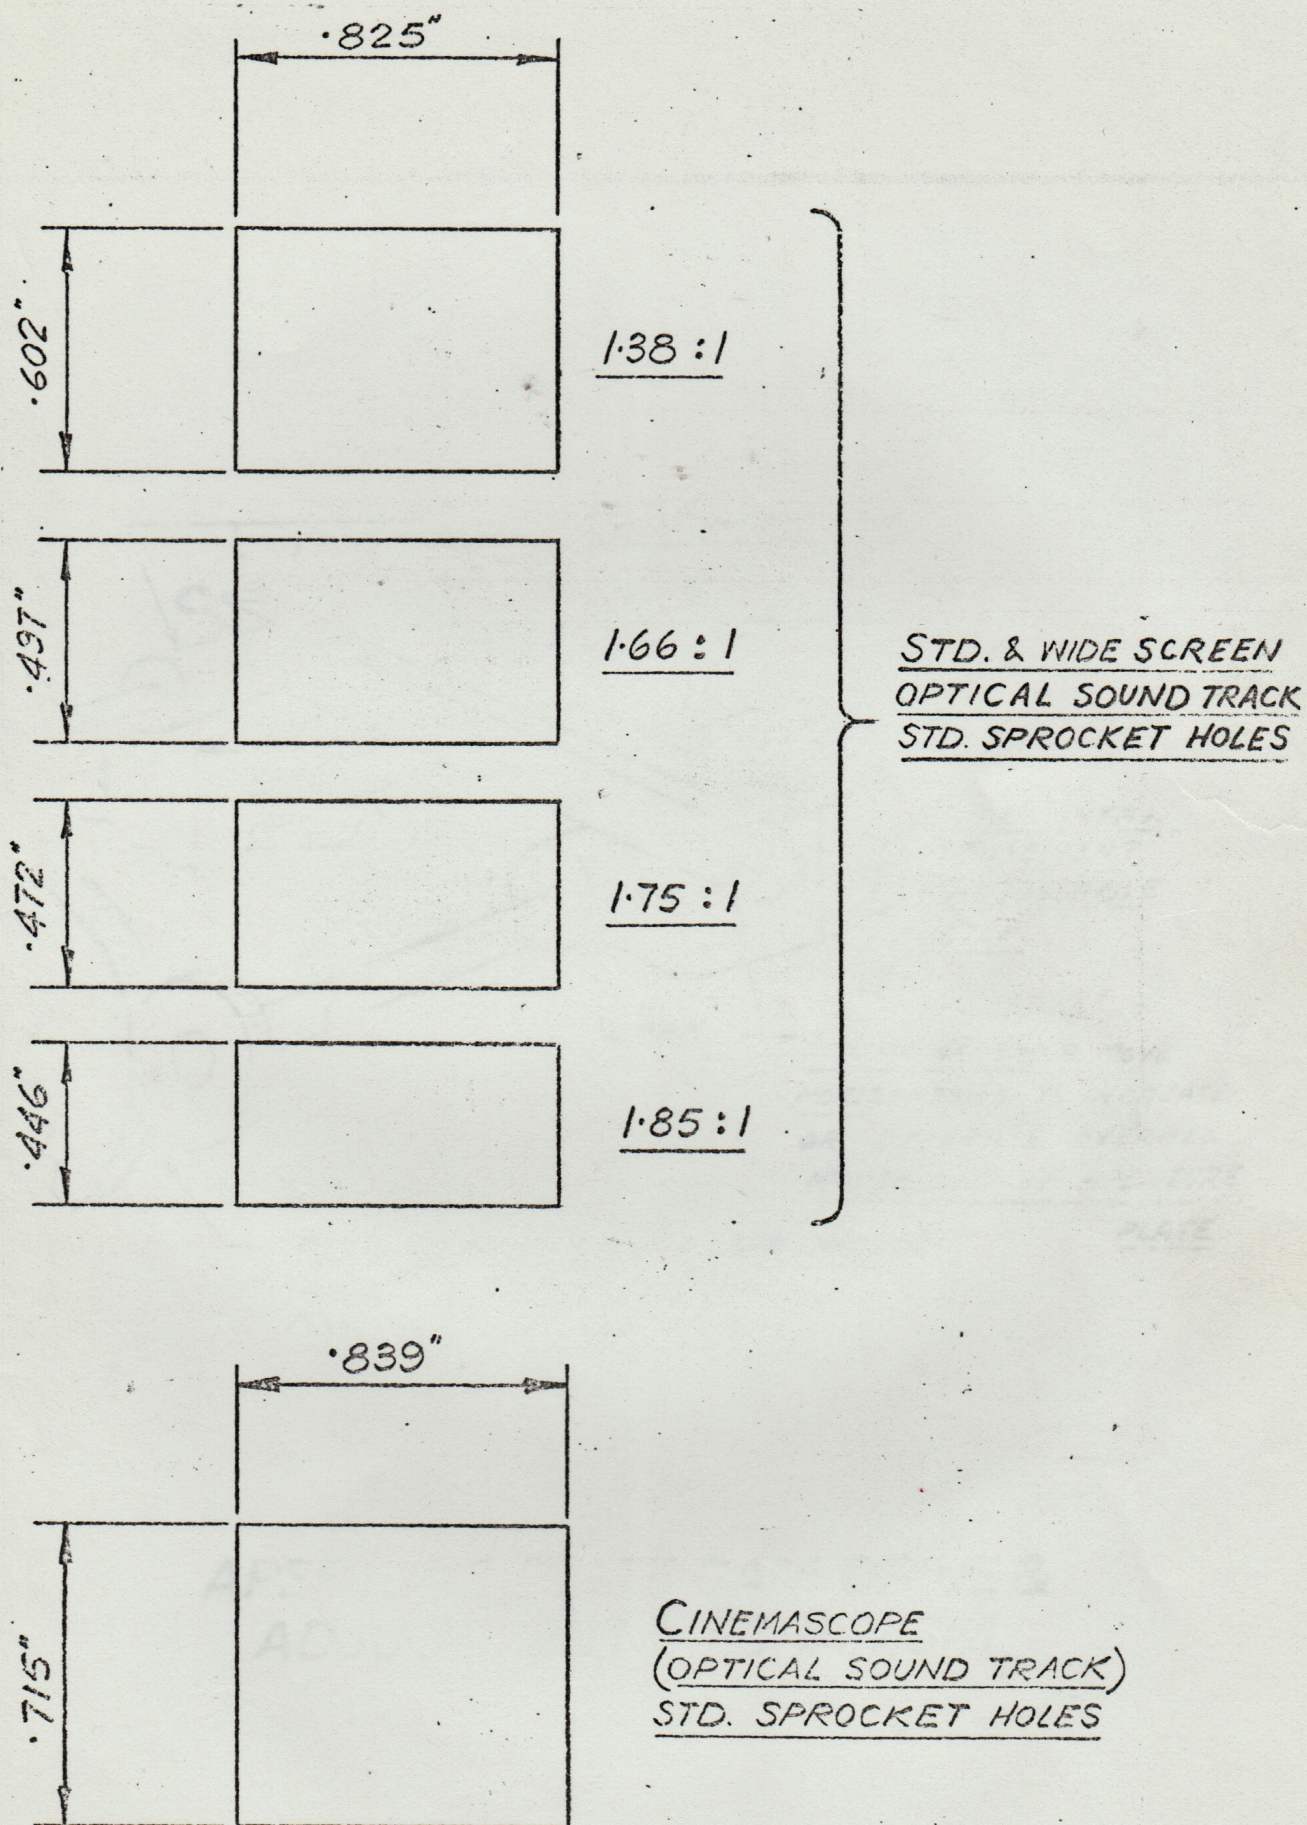 ·825"
·602"
1·38 : 1
·497"
1·66 : 1
STD. & WIDE SCREEN
OPTICAL SOUND TRACK
STD. SPROCKET HOLES
·472"
1·75 : 1
·446"
1·85 : 1
·839"
·715"
CINEMASCOPE
(OPTICAL SOUND TRACK)
STD. SPROCKET HOLES